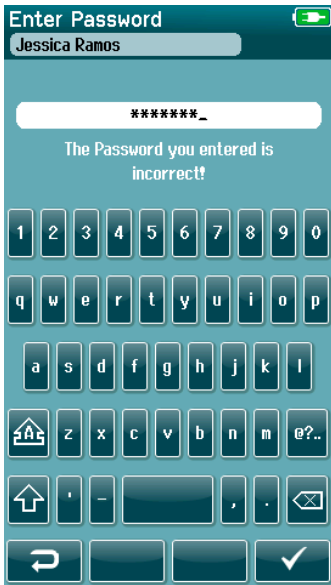 Enter Password
Jessica Ramos
*******_
The Password you entered is
incorrect!
1 2 3 4 5 6 7 8 9 0
q w e r t y u i o p
a s d f g h j k l
A z x c v b n m @?..
' - , .